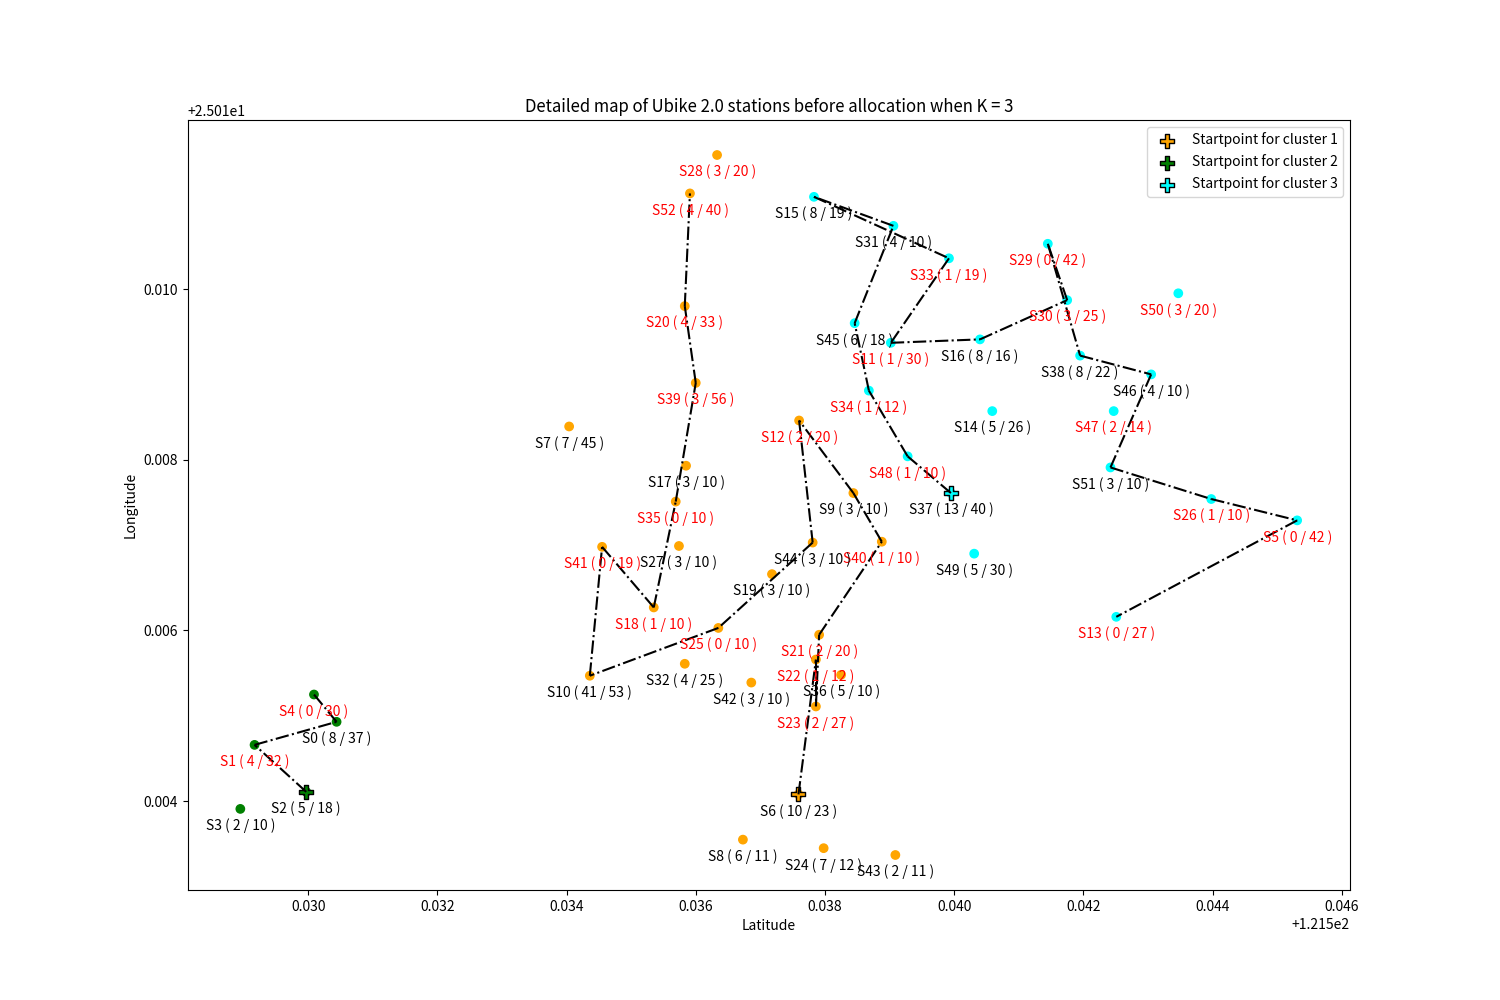 Detailed map of Ubike 2.0 stations before allocation when K = 3
+2.501e1
Startpoint for cluster 1
Startpoint for cluster 2
Startpoint for cluster 3
S28 ( 3 / 20 )
S52 ( 4 / 40 )
S15 ( 8 / 19 )
S31 ( 4 / 10 )
S29 ( 0 / 42 )
S33 ( 1 / 19 )
0.010
S50 ( 3 / 20 )
S30 ( 3 / 25 )
S20 ( 4 / 33 )
S45 ( 6 / 18 )
S11 ( 1 / 30 )
S16 ( 8 / 16 )
S38 ( 8 / 22 )
S46 ( 4 / 10 )
S39 ( 3 / 56 )
S34 ( 1 / 12 )
S7 ( 7 / 45 )
S12 ( 2 / 20 )
S14 ( 5 / 26 )
S47 ( 2 / 14 )
0.008
S48 ( 1 / 10 )
S17 ( 3 / 10 )
S51 ( 3 / 10 )
Longitude
S35 ( 0 / 10 )
S9 ( 3 / 10 )
S37 ( 13 / 40 )
S26 ( 1 / 10 )
S5 ( 0 / 42 )
S41 ( 0 / 19 )
S27 ( 3 / 10 )
S44 ( 3 / 10 )
S40 ( 1 / 10 )
S49 ( 5 / 30 )
S19 ( 3 / 10 )
0.006
S18 ( 1 / 10 )
S25 ( 0 / 10 )
S21 ( 2 / 20 )
S13 ( 0 / 27 )
S10 ( 41 / 53 )
S32 ( 4 / 25 )
S42 ( 3 / 10 )
S22 ( / 12 )
S36 ( 5 / 10 )
S4 ( 0 / 30 )
S0 ( 8 / 37 )
S23 ( 2 / 27 )
S1 ( 4 / 32 )
0.004
S2 ( 5 / 18 )
S3 ( 2 / 10 )
S6 ( 10 / 23 )
S8 ( 6 / 11 )
S24 ( 7 / 12 )
S43 ( 2 / 11 )
0.030
0.032
0.034
0.036
0.038
0.040
0.042
0.044
0.046
Latitude
+1.215e2